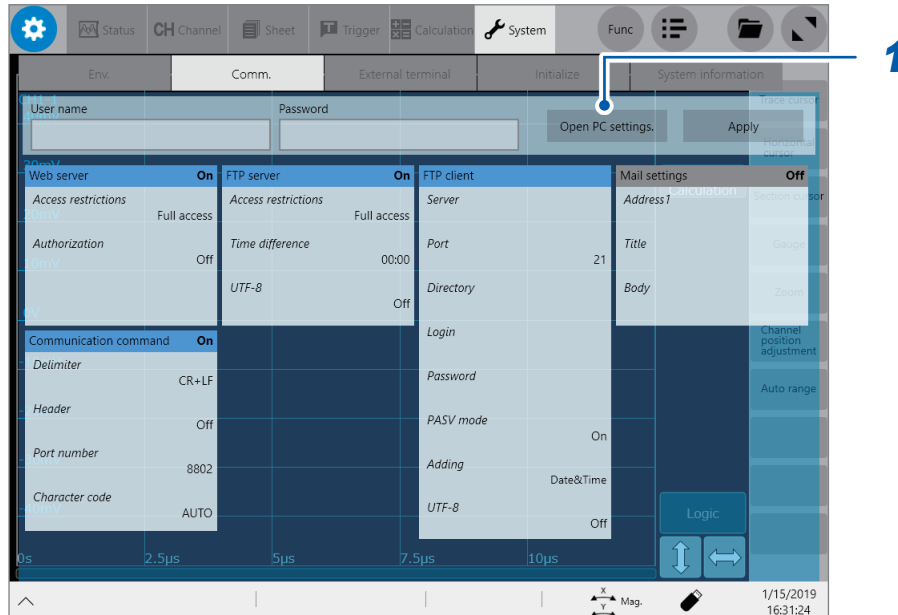 Status
CH Channel
Sheet
T Trigger
Calculation
System
Func
1
Env.
Comm.
External terminal
Initialize
System information
User name
Password
Open PC settings.
Apply
Trace cursor
Horizontal cursor
Web server On
Access restrictions
Full access
Authorization
Off
FTP server On
Access restrictions
Full access
Time difference
00:00
UTF-8
Off
FTP client
Server
Port
21
Directory
Login
Password
PASV mode
On
Adding
Date&Time
UTF-8
Off
Mail settings Off
Address1
Title
Body
Calculation
Section cursor
Gauge
Zoom
Channel
position
adjustment
Auto range
Communication command On
Delimiter
CR+LF
Header
Off
Port number
8802
Character code
AUTO
20mV
10mV
0V
Logic
0s
2.5µs
5µs
7.5µs
10µs
X
Y
Mag.
1/15/2019
16:31:24